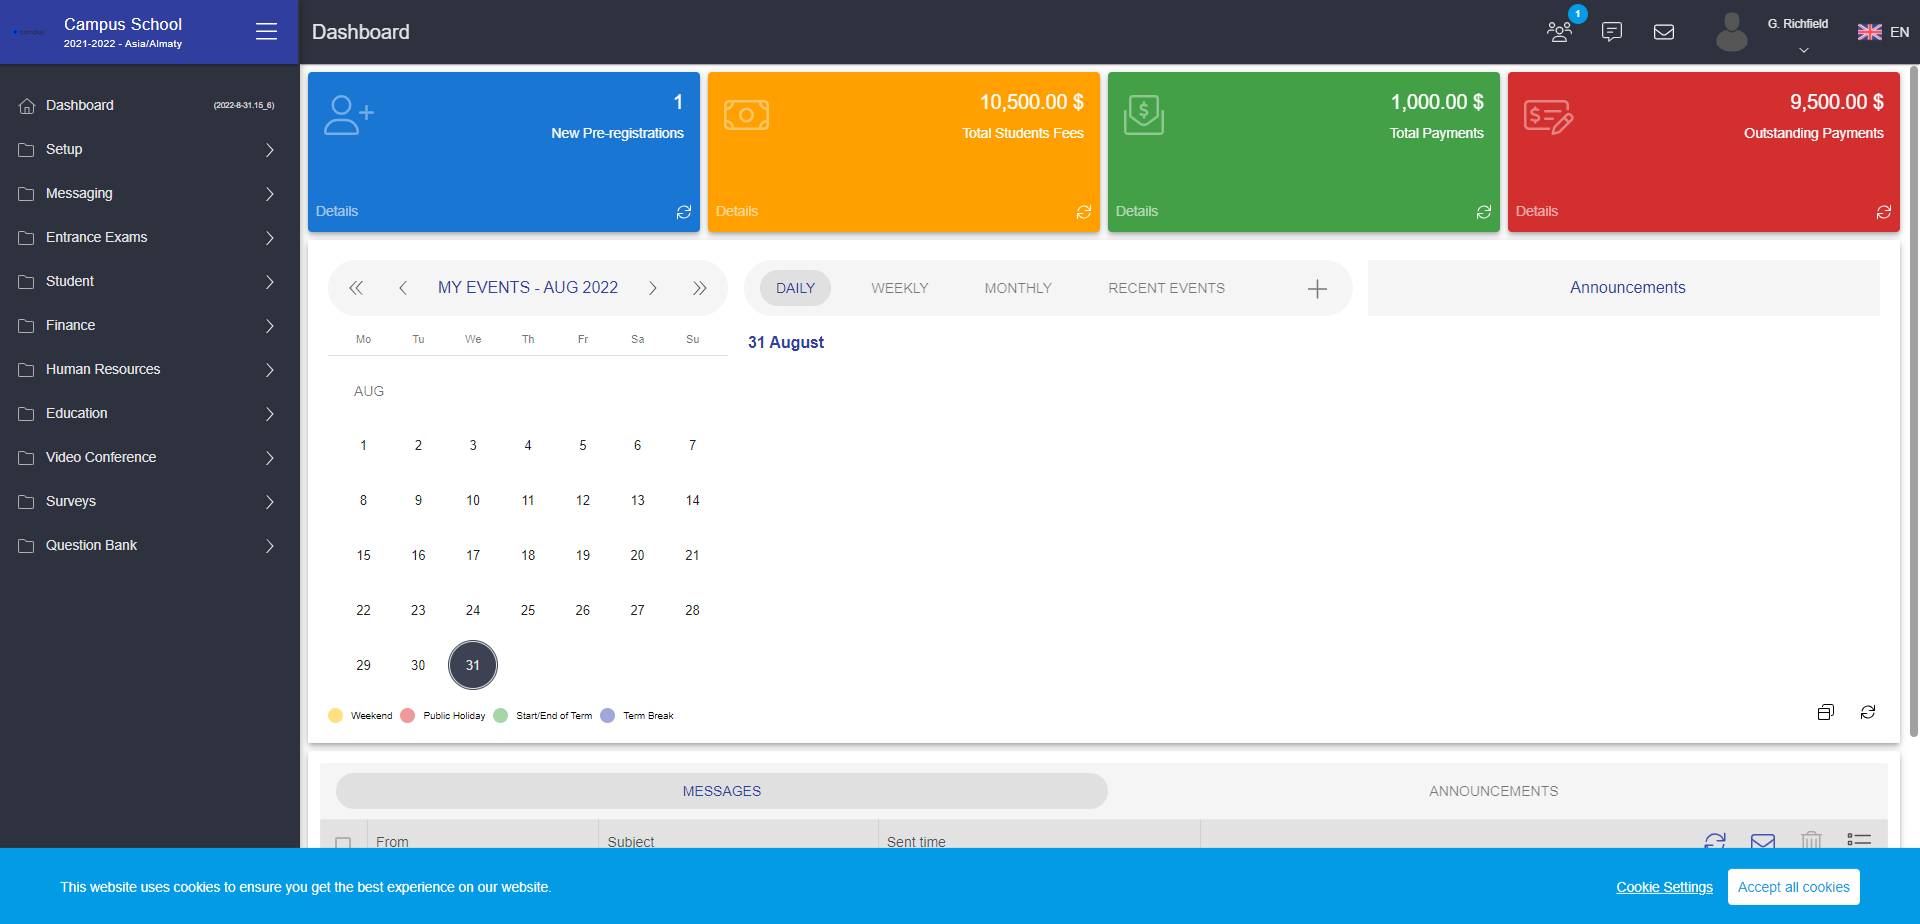 Campus School
2021-2022 - Asia/Almaty
Dashboard
1
G. Richfield
EN
Dashboard
(2022-8-31.15_6)
Setup
Messaging
Entrance Exams
Student
Finance
Human Resources
Education
Video Conference
Surveys
Question Bank
1
New Pre-registrations
Details
10,500.00 $
Total Students Fees
Details
1,000.00 $
Total Payments
Details
9,500.00 $
Outstanding Payments
Details
MY EVENTS - AUG 2022
Mo Tu We Th Fr Sa Su
AUG
1 2 3 4 5 6 7
8 9 10 11 12 13 14
15 16 17 18 19 20 21
22 23 24 25 26 27 28
29 30 31
Weekend Public Holiday Start/End of Term Term Break
DAILY WEEKLY MONTHLY RECENT EVENTS
31 August
Announcements
MESSAGES ANNOUNCEMENTS
From Subject Sent time
This website uses cookies to ensure you get the best experience on our website.
Cookie Settings
Accept all cookies